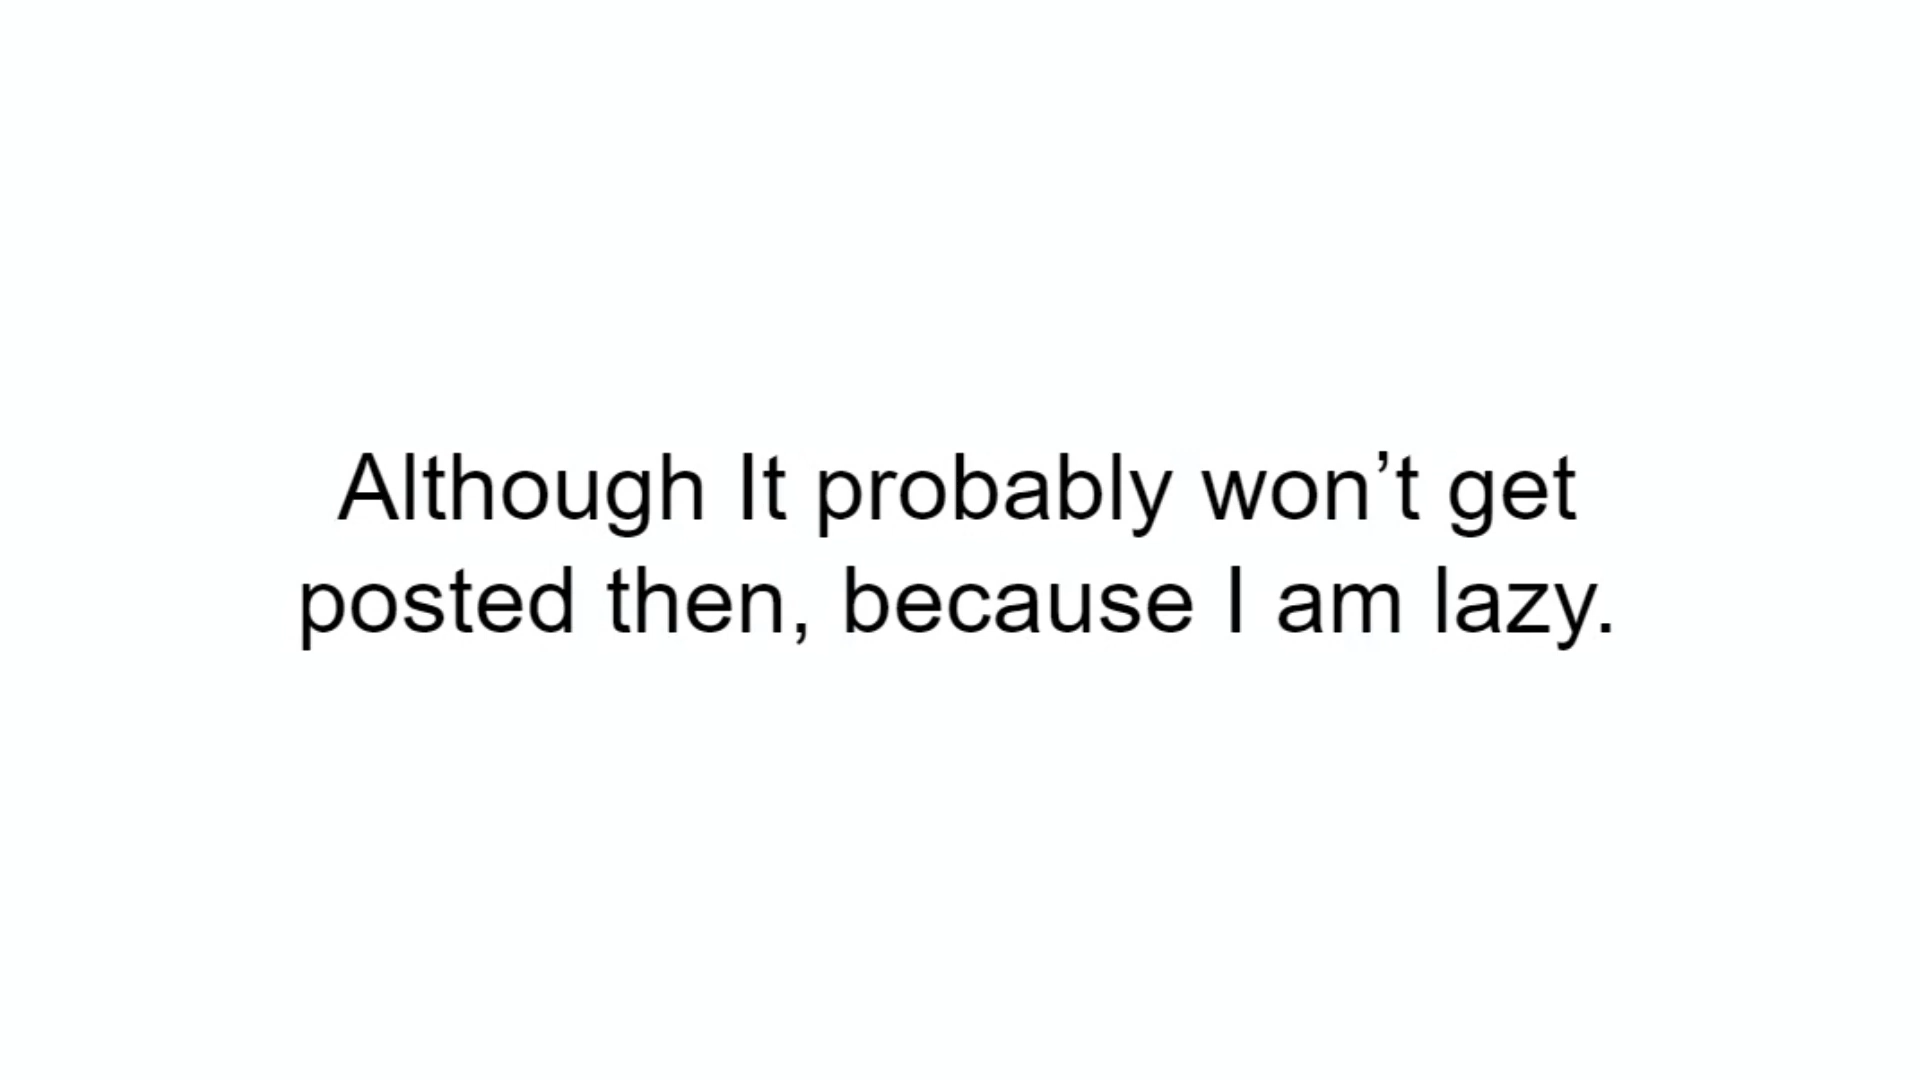 Although It probably won’t get
posted then, because I am lazy.